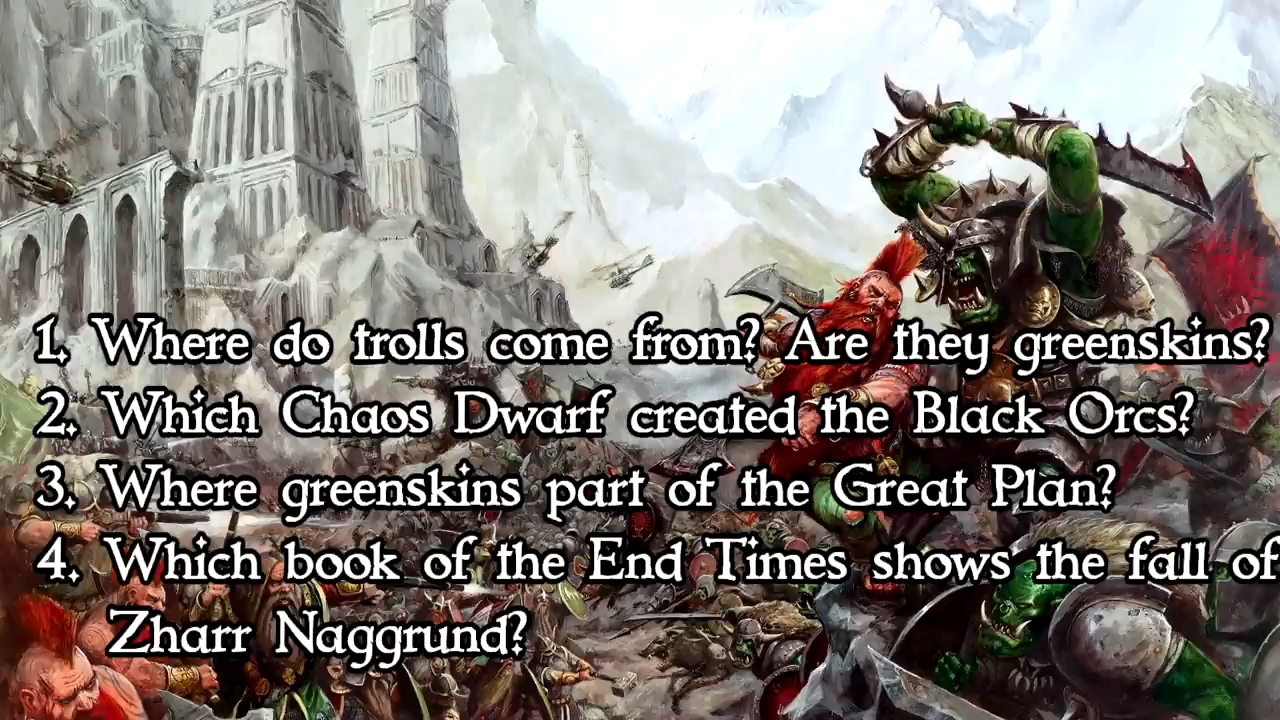 1. Where do trolls come from? Are they greenskins?
2. Which Chaos Dwarf created the Black Orcs?
3. Where greenskins part of the Great Plan?
4. Which book of the End Times shows the fall of
Zharr Naggrund?